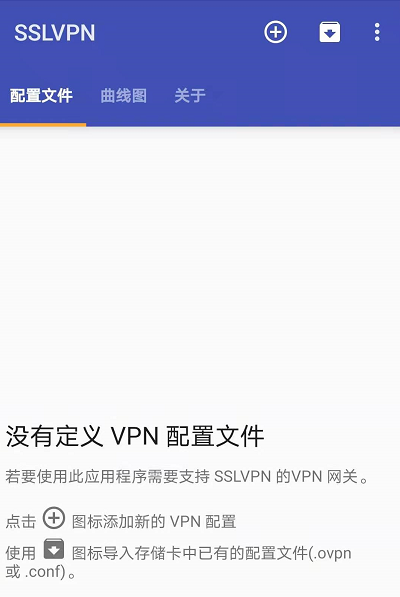 SSLVPN
配置文件 曲线图 关于
没有定义 VPN 配置文件
若要使用此应用程序需要支持 SSLVPN 的VPN 网关。
点击 图标添加新的 VPN 配置
使用 图标导入存储卡中已有的配置文件(.ovpn
或 .conf)。